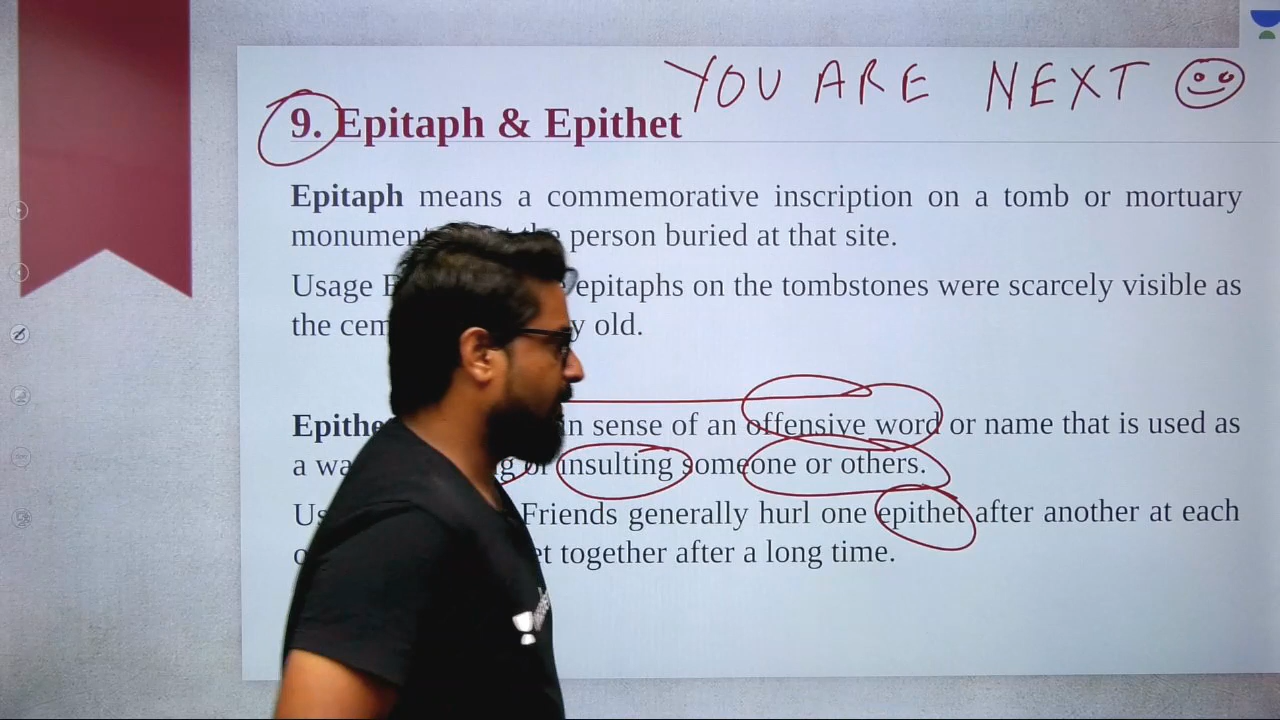 YOU ARE NEXT
9. Epitaph & Epithet
Epitaph means a commemorative inscription on a tomb or mortuary
person buried at that site.
Usage epitaphs on the tombstones were scarcely visible as
the old.
in sense of an offensive word or name that is used as
a insulting someone or others.
Friends generally hurl one epithet after another at each
together after a long time.